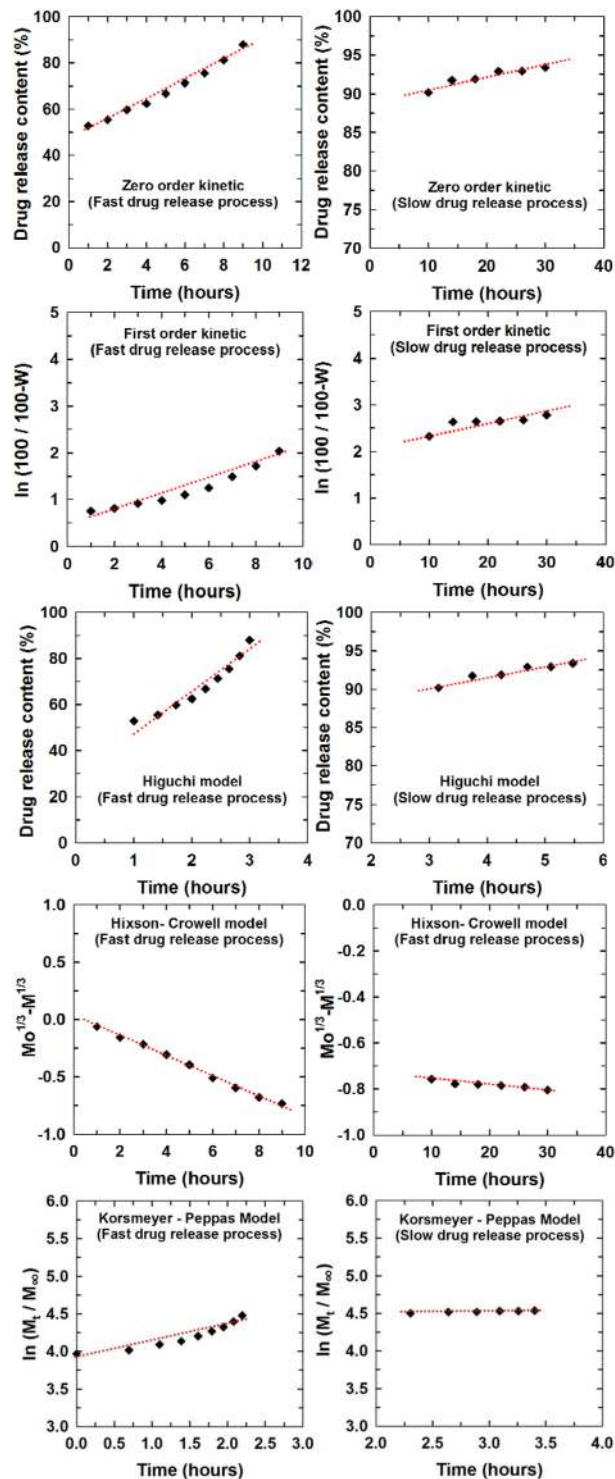 Drug release content (%)
100
80
60
40
20
0
Zero order kinetic
(Fast drug release process)
0 2 4 6 8 10 12
Time (hours)
Drug release content (%)
100
95
90
85
80
75
70
Zero order kinetic
(Slow drug release process)
0 10 20 30 40
Time (hours)
ln (100 / 100-W)
5
4
3
2
1
0
First order kinetic
(Fast drug release process)
0 2 4 6 8 10
Time (hours)
ln (100 / 100-W)
5
4
3
2
1
0
First order kinetic
(Slow drug release process)
0 10 20 30 40
Time (hours)
Drug release content (%)
100
80
60
40
20
0
Higuchi model
(Fast drug release process)
0 1 2 3 4
Time (hours)
Drug release content (%)
100
95
90
85
80
75
70
Higuchi model
(Slow drug release process)
2 3 4 5 6
Time (hours)
Mo^1/3-M^1/3
1.0
0.5
0.0
-0.5
-1.0
Hixson- Crowell model
(Fast drug release process)
0 2 4 6 8 10
Time (hours)
Mo^1/3-M^1/3
0.0
-0.2
-0.4
-0.6
-0.8
-1.0
Hixson- Crowell model
(Fast drug release process)
0 10 20 30 40
Time (hours)
ln (Mt / M∞)
6.0
5.5
5.0
4.5
4.0
3.5
3.0
Korsmeyer - Peppas Model
(Fast drug release process)
0.0 0.5 1.0 1.5 2.0 2.5 3.0
Time (hours)
ln (Mt / M∞)
6.0
5.5
5.0
4.5
4.0
3.5
3.0
Korsmeyer - Peppas Model
(Slow drug release process)
2.0 2.5 3.0 3.5 4.0
Time (hours)